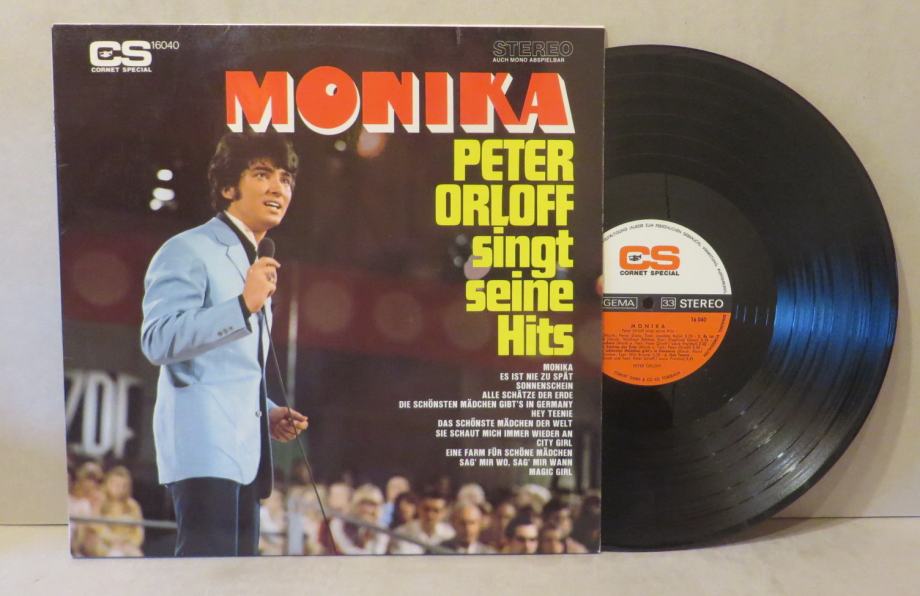 CS 16040
CORNET SPECIAL
STEREO
AUCH MONO ABSPIELBAR
MONIKA
PETER
ORLOFF
singt
seine
Hits
MONIKA
ES IST NIE ZU SPÄT
SONNENSCHEIN
ALLE SCHÄTZE DER ERDE
DIE SCHÖNSTEN MÄDCHEN GIBT'S IN GERMANY
HEY TEENIE
DAS SCHÖNSTE MÄDCHEN DER WELT
SIE SCHAUT MICH IMMER WIEDER AN
CITY GIRL
EINE FARM FÜR SCHÖNE MÄDCHEN
SAG' MIR WO, SAG' MIR WANN
MAGIC GIRL
ZDF
CS
CORNET SPECIAL
GEMA 33 STEREO
16 040
MONIKA
PETER ORLOFF